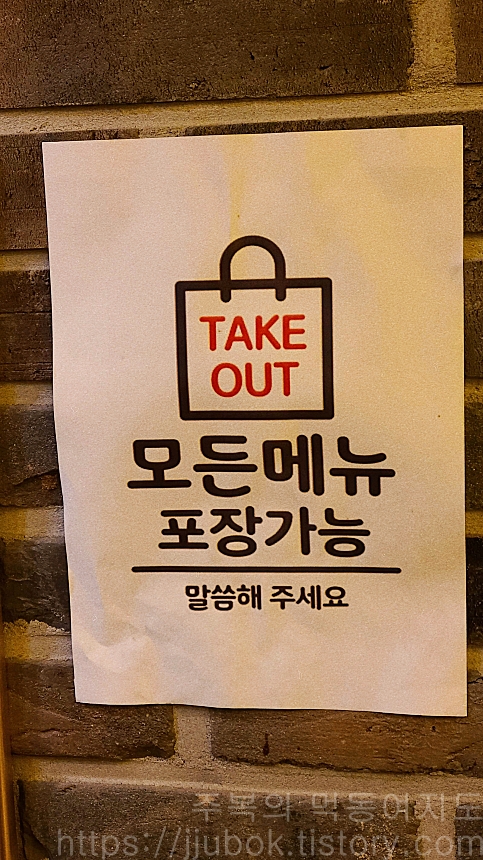 TAKE
OUT
모든메뉴
포장가능
말씀해 주세요
주복의 먹동여지도
https://jjubok.tistory.com